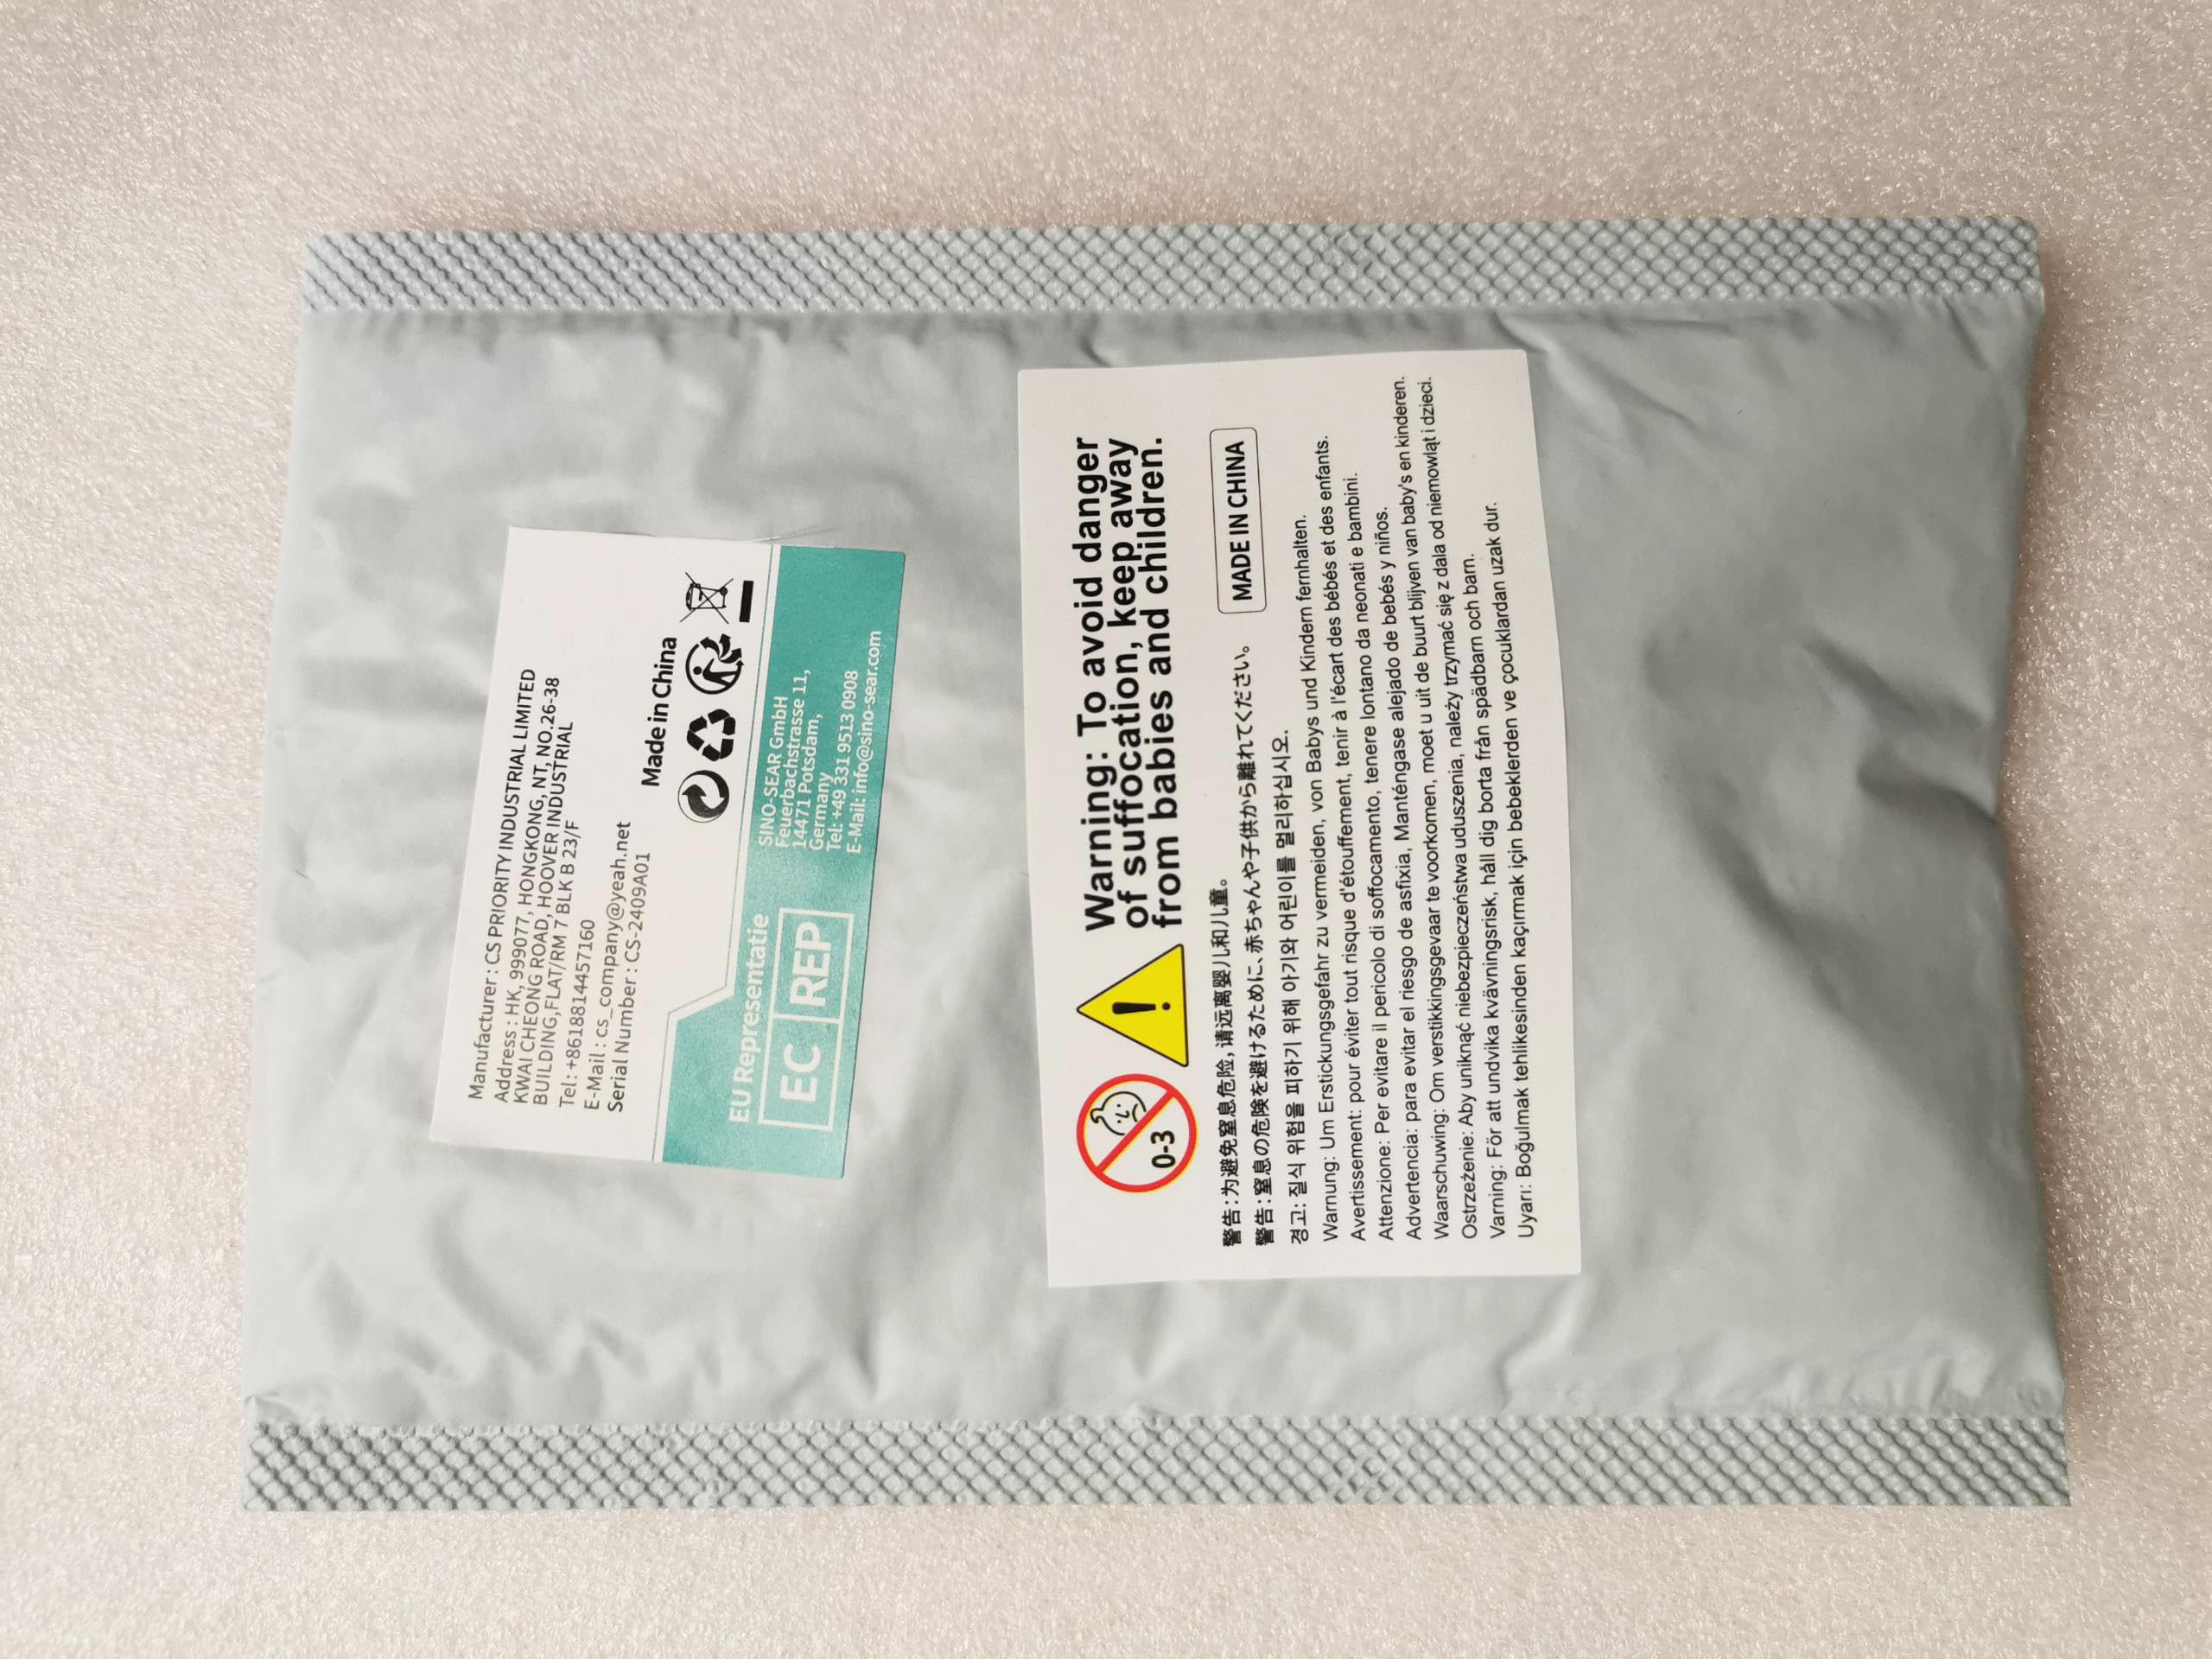 Manufacturer : CS PRIORITY INDUSTRIAL LIMITED
Address : HK, 999077, HONGKONG, NT, NO.26-38
KWAI CHEONG ROAD, HOOVER INDUSTRIAL
BUILDING,FLAT/RM 7 BLK B 23/F
Tel: +8618814457160
E-Mail : cs_company@yeah.net
Serial Number : CS-2409A01
Made in China
EU Representatie
EC REP
SINO-SEAR GmbH
Feuerbachstrasse 11,
14471 Potsdam,
Germany
Tel: +49 331 9513 0908
E-Mail: info@sino-sear.com
0-3
Warning: To avoid danger
of suffocation, keep away
from babies and children.
警告:为避免窒息危险,请远离婴儿和儿童。
警告:窒息の危険を避けるために、赤ちゃんや子供から離れてください。
MADE IN CHINA
경고: 질식 위험을 피하기 위해 아기와 어린이를 멀리하십시오.
Warnung: Um Erstickungsgefahr zu vermeiden, von Babys und Kindern fernhalten.
Avertissement: pour éviter tout risque d'étouffement, tenir à l'écart des bébés et des enfants.
Attenzione: Per evitare il pericolo di soffocamento, tenere lontano da neonati e bambini.
Advertencia: para evitar el riesgo de asfixia, Manténgase alejado de bebés y niños.
Waarschuwing: Om verstikkingsgevaar te voorkomen, moet u uit de buurt blijven van baby's en kinderen.
Ostrzeżenie: Aby uniknąć niebezpieczeństwa uduszenia, należy trzymać się z dala od niemowląt i dzieci.
Varning: För att undvika kvävningsrisk, håll dig borta från spädbarn och barn.
Uyarı: Boğulmak tehlikesinden kaçırmak için bebeklerden ve çocuklardan uzak dur.